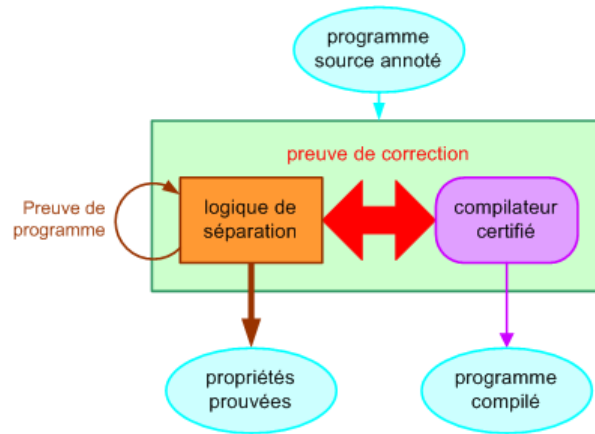 programme
source annoté
preuve de correction
Preuve de
programme
logique de
séparation
compilateur
certifié
propriétés
prouvées
programme
compilé